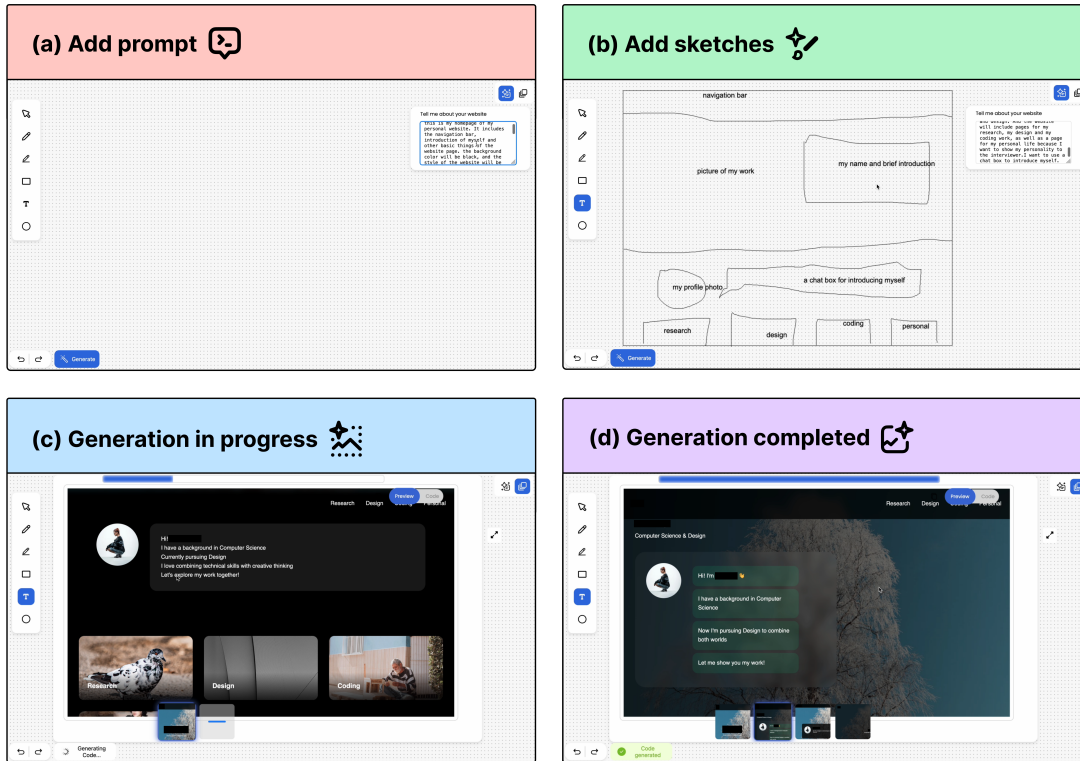 (a) Add prompt
Tell me about your website
this is my homepage of my
personal website. It includes
the navigation bar,
introduction of myself and
other basic things of the
website page. the background
color will be black, and the
style of the website will be
T
Generate
(b) Add sketches
Tell me about your website
and design. And the website
will include pages for my
research, my design and my
coding work, as well as a page
for my personal life because I
want to show my personality to
the interviewer.I want to use a
chat box to introduce myself.
navigation bar
my name and brief introduction
picture of my work
a chat box for introducing myself
my profile photo
research
design
coding
personal
T
Generate
(c) Generation in progress
Preview
Code
Research
Design
Coding
Personal
Hi!
I have a background in Computer Science
Currently pursuing Design
I love combining technical skills with creative thinking
Let's explore my work together!
T
Research
Design
Coding
Generating
Code...
(d) Generation completed
Preview
Code
Research
Design
Personal
Computer Science & Design
Hi! I'm
I have a background in Computer
Science
Now I'm pursuing Design to combine
both worlds
Let me show you my work!
T
Code
generated